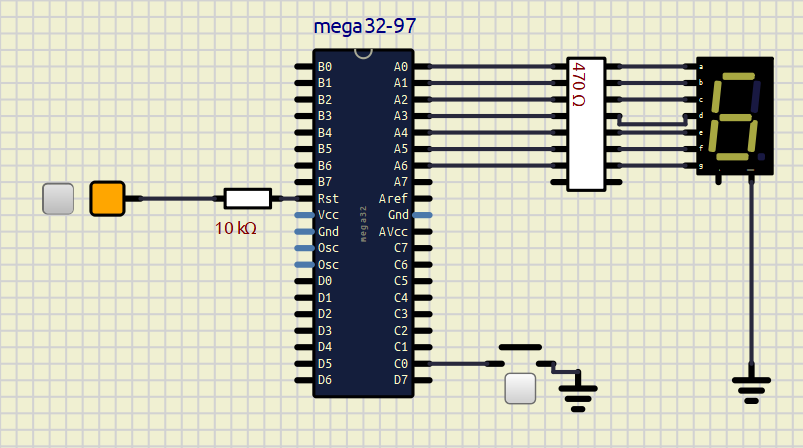 mega32-97
B0 A0
B1 A1
B2 A2
B3 A3
B4 A4
B5 A5
B6 A6
B7 A7
Rst Aref
Vcc Gnd
Gnd AVcc
Osc C7
Osc C6
D0 C5
D1 C4
D2 C3
D3 C2
D4 C1
D5 C0
D6 D7
mega32
10 kΩ
470 Ω
a
b
c
d
e
f
g